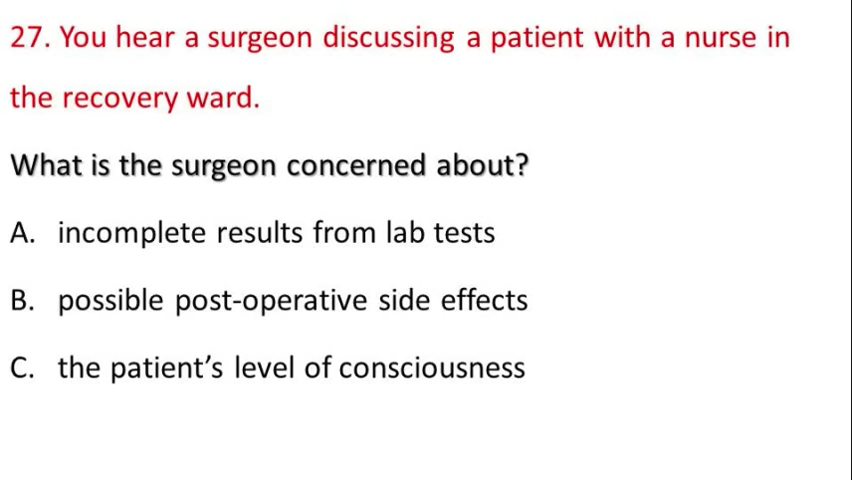 27. You hear a surgeon discussing a patient with a nurse in
the recovery ward.
What is the surgeon concerned about?
A. incomplete results from lab tests
B. possible post-operative side effects
C. the patient’s level of consciousness